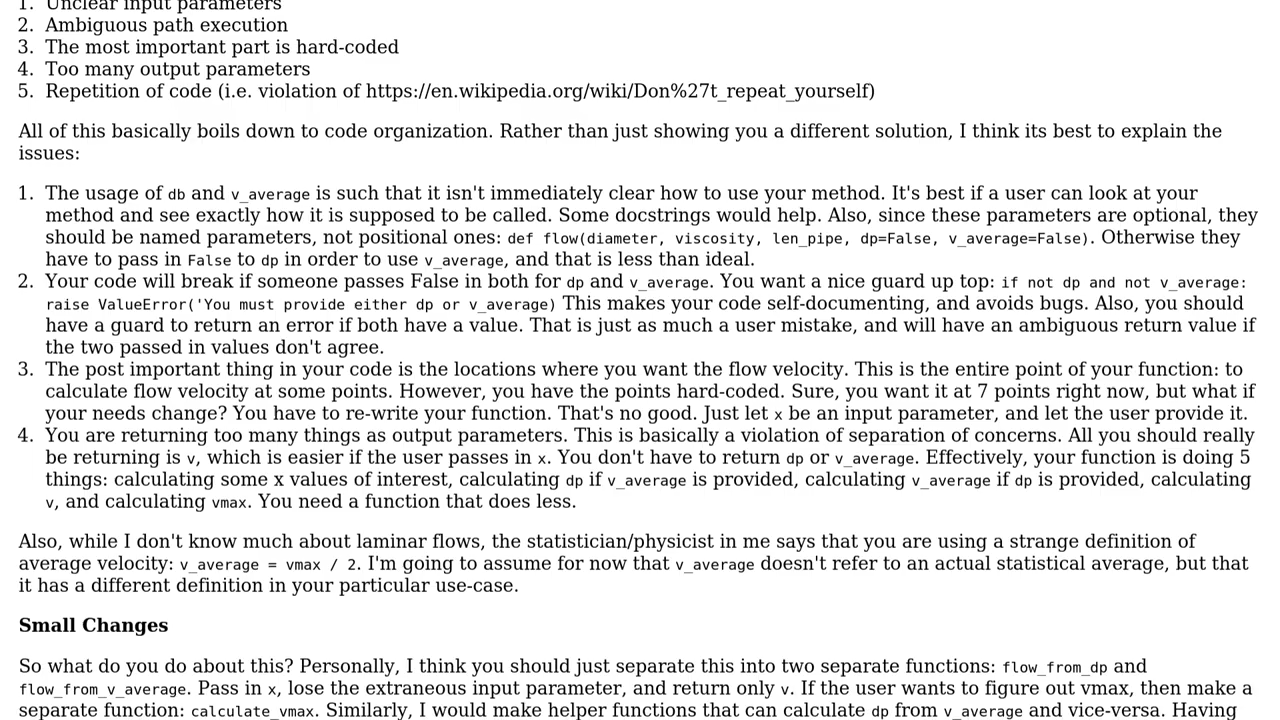 1. Unclear input parameters
2. Ambiguous path execution
3. The most important part is hard-coded
4. Too many output parameters
5. Repetition of code (i.e. violation of https://en.wikipedia.org/wiki/Don%27t_repeat_yourself)
All of this basically boils down to code organization. Rather than just showing you a different solution, I think its best to explain the
issues:
1. The usage of db and v_average is such that it isn't immediately clear how to use your method. It's best if a user can look at your
method and see exactly how it is supposed to be called. Some docstrings would help. Also, since these parameters are optional, they
should be named parameters, not positional ones: def flow(diameter, viscosity, len_pipe, dp=False, v_average=False). Otherwise they
have to pass in False to dp in order to use v_average, and that is less than ideal.
2. Your code will break if someone passes False in both for dp and v_average. You want a nice guard up top: if not dp and not v_average:
raise ValueError('You must provide either dp or v_average) This makes your code self-documenting, and avoids bugs. Also, you should
have a guard to return an error if both have a value. That is just as much a user mistake, and will have an ambiguous return value if
the two passed in values don't agree.
3. The post important thing in your code is the locations where you want the flow velocity. This is the entire point of your function: to
calculate flow velocity at some points. However, you have the points hard-coded. Sure, you want it at 7 points right now, but what if
your needs change? You have to re-write your function. That's no good. Just let x be an input parameter, and let the user provide it.
4. You are returning too many things as output parameters. This is basically a violation of separation of concerns. All you should really
be returning is v, which is easier if the user passes in x. You don't have to return dp or v_average. Effectively, your function is doing 5
things: calculating some x values of interest, calculating dp if v_average is provided, calculating v_average if dp is provided, calculating
v, and calculating vmax. You need a function that does less.
Also, while I don't know much about laminar flows, the statistician/physicist in me says that you are using a strange definition of
average velocity: v_average = vmax / 2. I'm going to assume for now that v_average doesn't refer to an actual statistical average, but that
it has a different definition in your particular use-case.
Small Changes
So what do you do about this? Personally, I think you should just separate this into two separate functions: flow_from_dp and
flow_from_v_average. Pass in x, lose the extraneous input parameter, and return only v. If the user wants to figure out vmax, then make a
separate function: calculate_vmax. Similarly, I would make helper functions that can calculate dp from v_average and vice-versa. Having